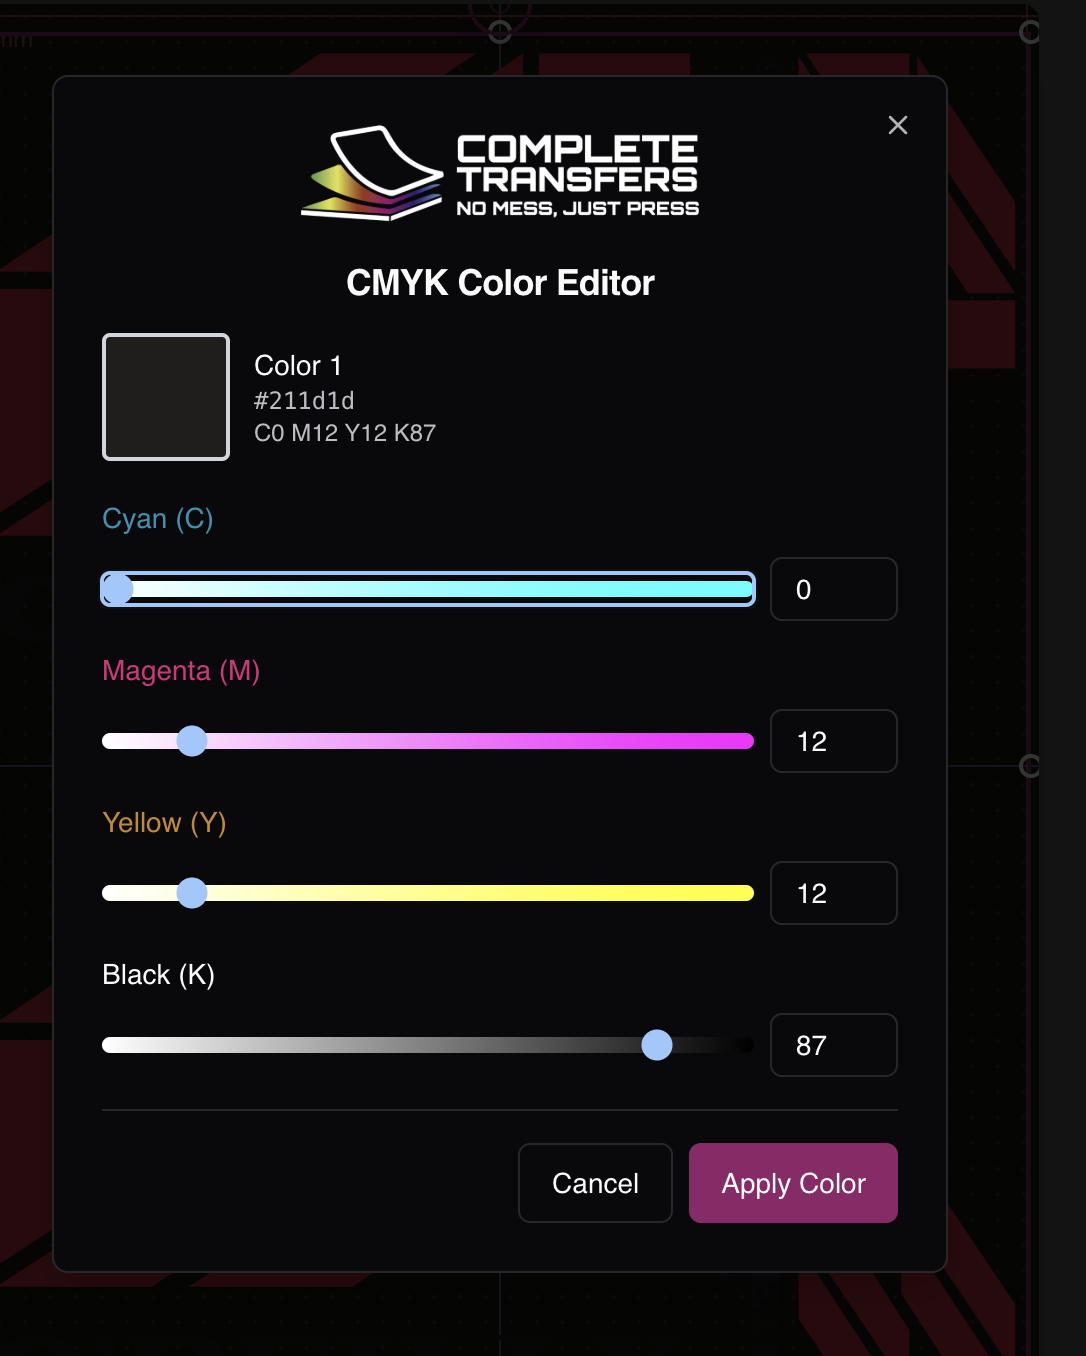 COMPLETE
TRANSFERS
NO MESS, JUST PRESS
CMYK Color Editor
Color 1
#211d1d
C0 M12 Y12 K87
Cyan (C)
0
Magenta (M)
12
Yellow (Y)
12
Black (K)
87
Cancel
Apply Color